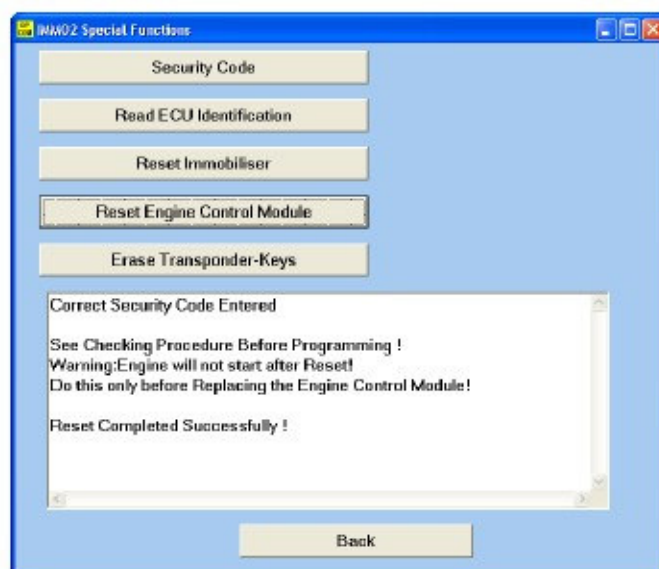 IMMO2 Special Functions
Security Code
Read ECU Identification
Reset Immobiliser
Reset Engine Control Module
Erase Transponder-Keys
Correct Security Code Entered
See Checking Procedure Before Programming !
Warning:Engine will not start after Reset!
Do this only before Replacing the Engine Control Module!
Reset Completed Successfully !
Back